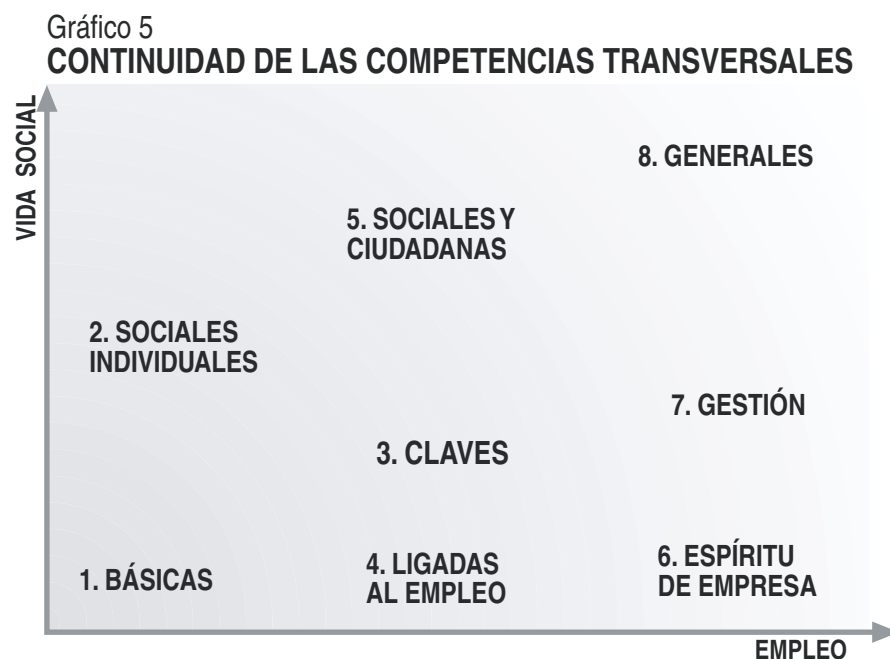 Gráfico 5
CONTINUIDAD DE LAS COMPETENCIAS TRANSVERSALES
VIDA SOCIAL
8. GENERALES
5. SOCIALES Y
CIUDADANAS
2. SOCIALES
INDIVIDUALES
7. GESTIÓN
3. CLAVES
1. BÁSICAS
4. LIGADAS
AL EMPLEO
6. ESPÍRITU
DE EMPRESA
EMPLEO